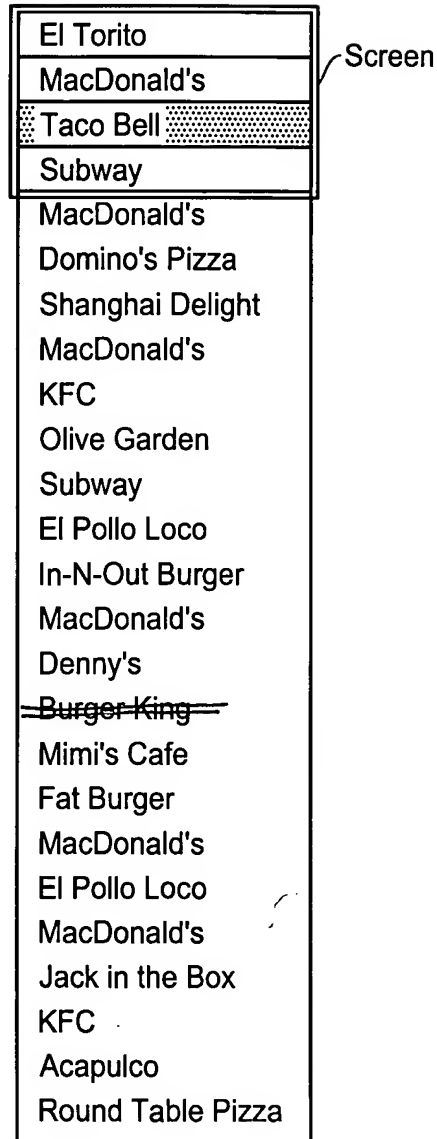 El Torito
Screen
MacDonald's
Taco Bell
Subway
MacDonald's
Domino's Pizza
Shanghai Delight
MacDonald's
KFC
Olive Garden
Subway
El Pollo Loco
In-N-Out Burger
MacDonald's
Denny's
Burger King
Mimi's Cafe
Fat Burger
MacDonald's
El Pollo Loco
MacDonald's
Jack in the Box
KFC
Acapulco
Round Table Pizza